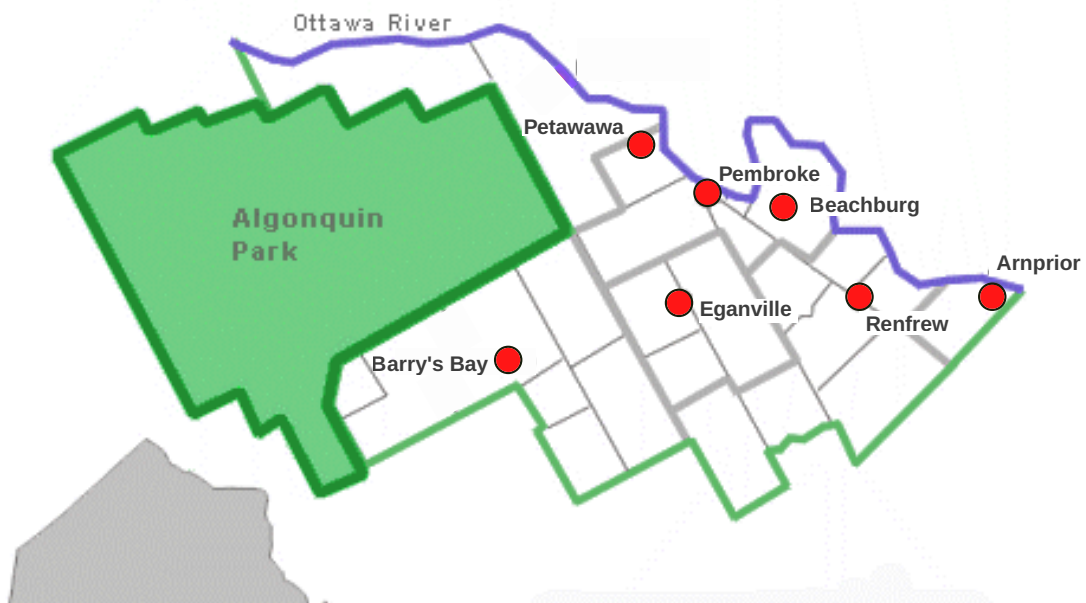 Ottawa River
Petawawa
Pembroke
Beachburg
Algonquin
Park
Arnprior
Eganville
Renfrew
Barry's Bay